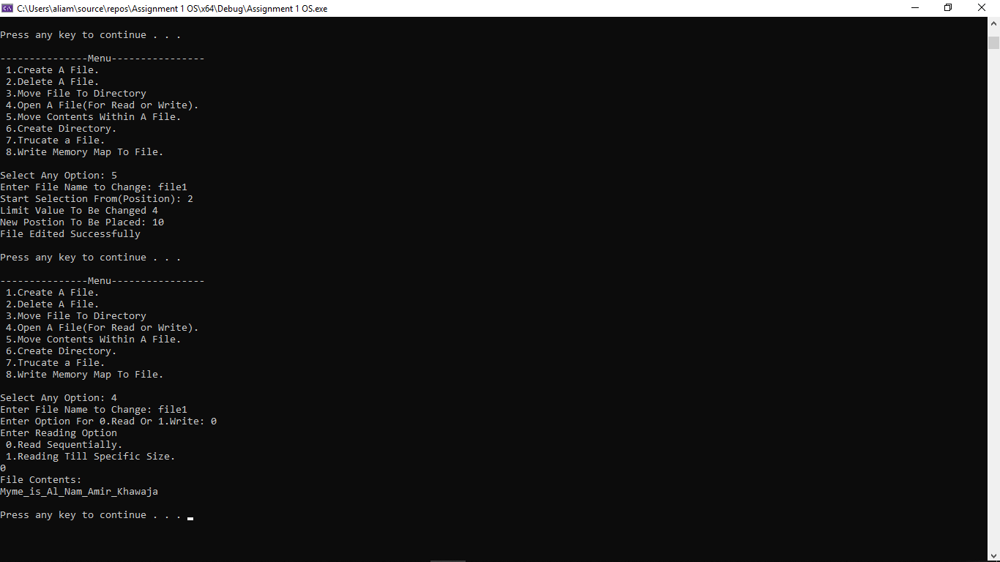 C:\Users\aliam\source\repos\Assignment 1 OS\x64\Debug\Assignment 1 OS.exe
Press any key to continue . . .
---------------Menu----------------
1.Create A File.
2.Delete A File.
3.Move File To Directory
4.Open A File(For Read or Write).
5.Move Contents Within A File.
6.Create Directory.
7.Trucate a File.
8.Write Memory Map To File.
Select Any Option: 5
Enter File Name to Change: file1
Start Selection From(Position): 2
Limit Value To Be Changed 4
New Postion To Be Placed: 10
File Edited Successfully
Press any key to continue . . .
---------------Menu----------------
1.Create A File.
2.Delete A File.
3.Move File To Directory
4.Open A File(For Read or Write).
5.Move Contents Within A File.
6.Create Directory.
7.Trucate a File.
8.Write Memory Map To File.
Select Any Option: 4
Enter File Name to Change: file1
Enter Option For 0.Read Or 1.Write: 0
Enter Reading Option
0.Read Sequentially.
1.Reading Till Specific Size.
0
File Contents:
Myme_is_Al_Nam_Amir_Khawaja
Press any key to continue . . .